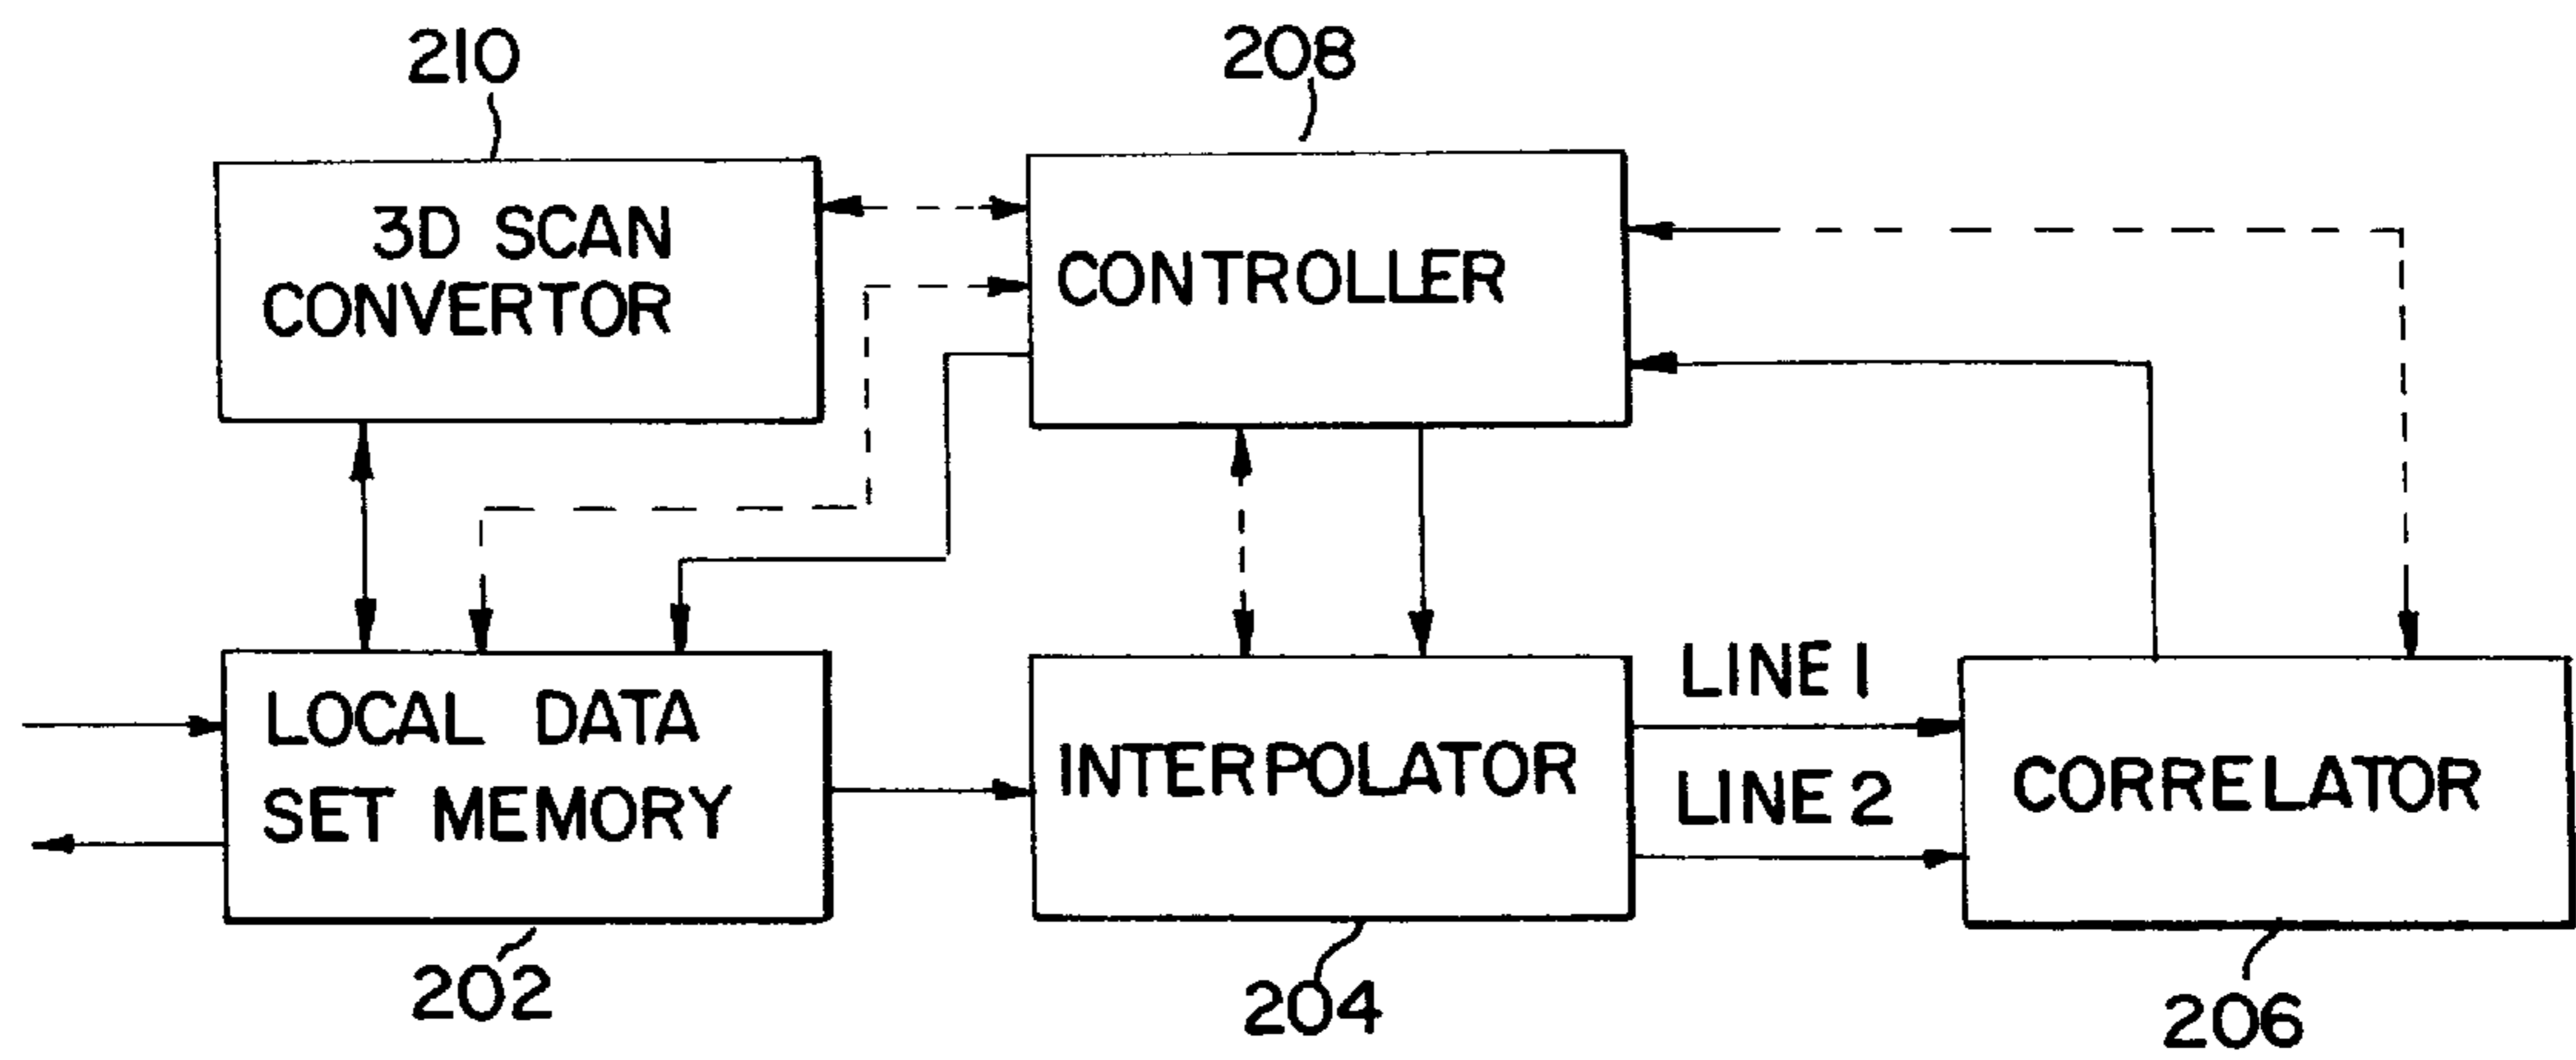 210
208
3D SCAN
CONVERTOR
CONTROLLER
LOCAL DATA
SET MEMORY
INTERPOLATOR
LINE 1
LINE 2
CORRELATOR
202
204
206